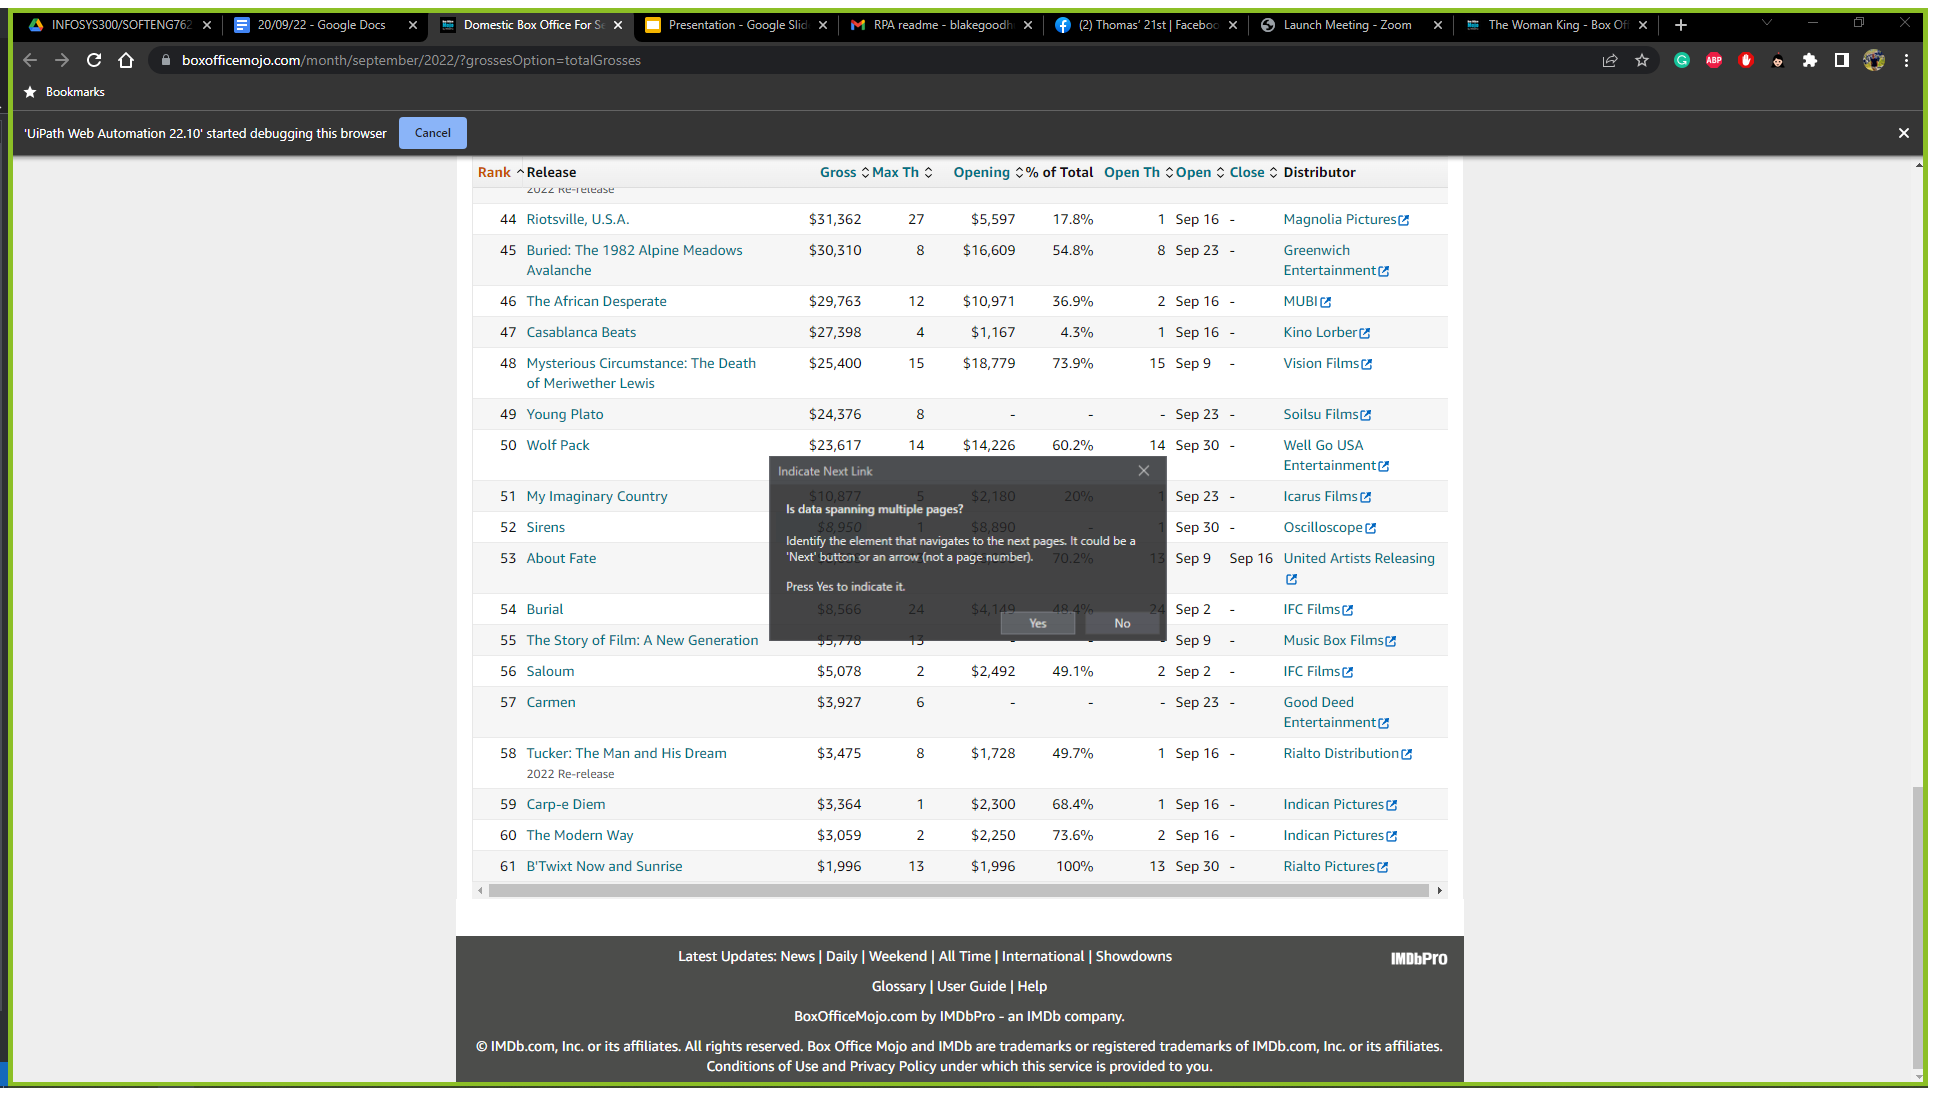 INFOSYS300/SOFTENG762
20/09/22 - Google Docs
Domestic Box Office For Se
Presentation - Google Slid
RPA readme - blakegoodh
(2) Thomas' 21st | Faceboo
Launch Meeting - Zoom
The Woman King - Box Off
boxofficemojo.com/month/september/2022/?grossesOption=totalGrosses
ABP
Bookmarks
'UiPath Web Automation 22.10' started debugging this browser Cancel
Rank Release Gross Max Th Opening % of Total Open Th Open Close Distributor
2022 Re-release
44 Riotsville, U.S.A. $31,362 27 $5,597 17.8% 1 Sep 16 - Magnolia Pictures
45 Buried: The 1982 Alpine Meadows $30,310 8 $16,609 54.8% 8 Sep 23 - Greenwich
Avalanche Entertainment
46 The African Desperate $29,763 12 $10,971 36.9% 2 Sep 16 - MUBI
47 Casablanca Beats $27,398 4 $1,167 4.3% 1 Sep 16 - Kino Lorber
48 Mysterious Circumstance: The Death $25,400 15 $18,779 73.9% 15 Sep 9 - Vision Films
of Meriwether Lewis
49 Young Plato $24,376 8 - - - Sep 23 - Soilsu Films
50 Wolf Pack $23,617 14 $14,226 60.2% 14 Sep 30 - Well Go USA
Entertainment
51 My Imaginary Country $10,877 5 $2,180 20% 1 Sep 23 - Icarus Films
52 Sirens $8,950 1 $8,890 - 1 Sep 30 - Oscilloscope
53 About Fate 70.2% 13 Sep 9 Sep 16 United Artists Releasing
54 Burial $8,566 24 $4,149 48.4% 24 Sep 2 - IFC Films
55 The Story of Film: A New Generation $5,778 13 - - - Sep 9 - Music Box Films
56 Saloum $5,078 2 $2,492 49.1% 2 Sep 2 - IFC Films
57 Carmen $3,927 6 - - - Sep 23 - Good Deed
Entertainment
58 Tucker: The Man and His Dream $3,475 8 $1,728 49.7% 1 Sep 16 - Rialto Distribution
2022 Re-release
59 Carp-e Diem $3,364 1 $2,300 68.4% 1 Sep 16 - Indican Pictures
60 The Modern Way $3,059 2 $2,250 73.6% 2 Sep 16 - Indican Pictures
61 B'Twixt Now and Sunrise $1,996 13 $1,996 100% 13 Sep 30 - Rialto Pictures
Indicate Next Link
Is data spanning multiple pages?
Identify the element that navigates to the next pages. It could be a
'Next' button or an arrow (not a page number).
Press Yes to indicate it.
Yes No
Latest Updates: News | Daily | Weekend | All Time | International | Showdowns
IMDbPro
Glossary | User Guide | Help
BoxOfficeMojo.com by IMDbPro - an IMDb company.
© IMDb.com, Inc. or its affiliates. All rights reserved. Box Office Mojo and IMDb are trademarks or registered trademarks of IMDb.com, Inc. or its affiliates.
Conditions of Use and Privacy Policy under which this service is provided to you.